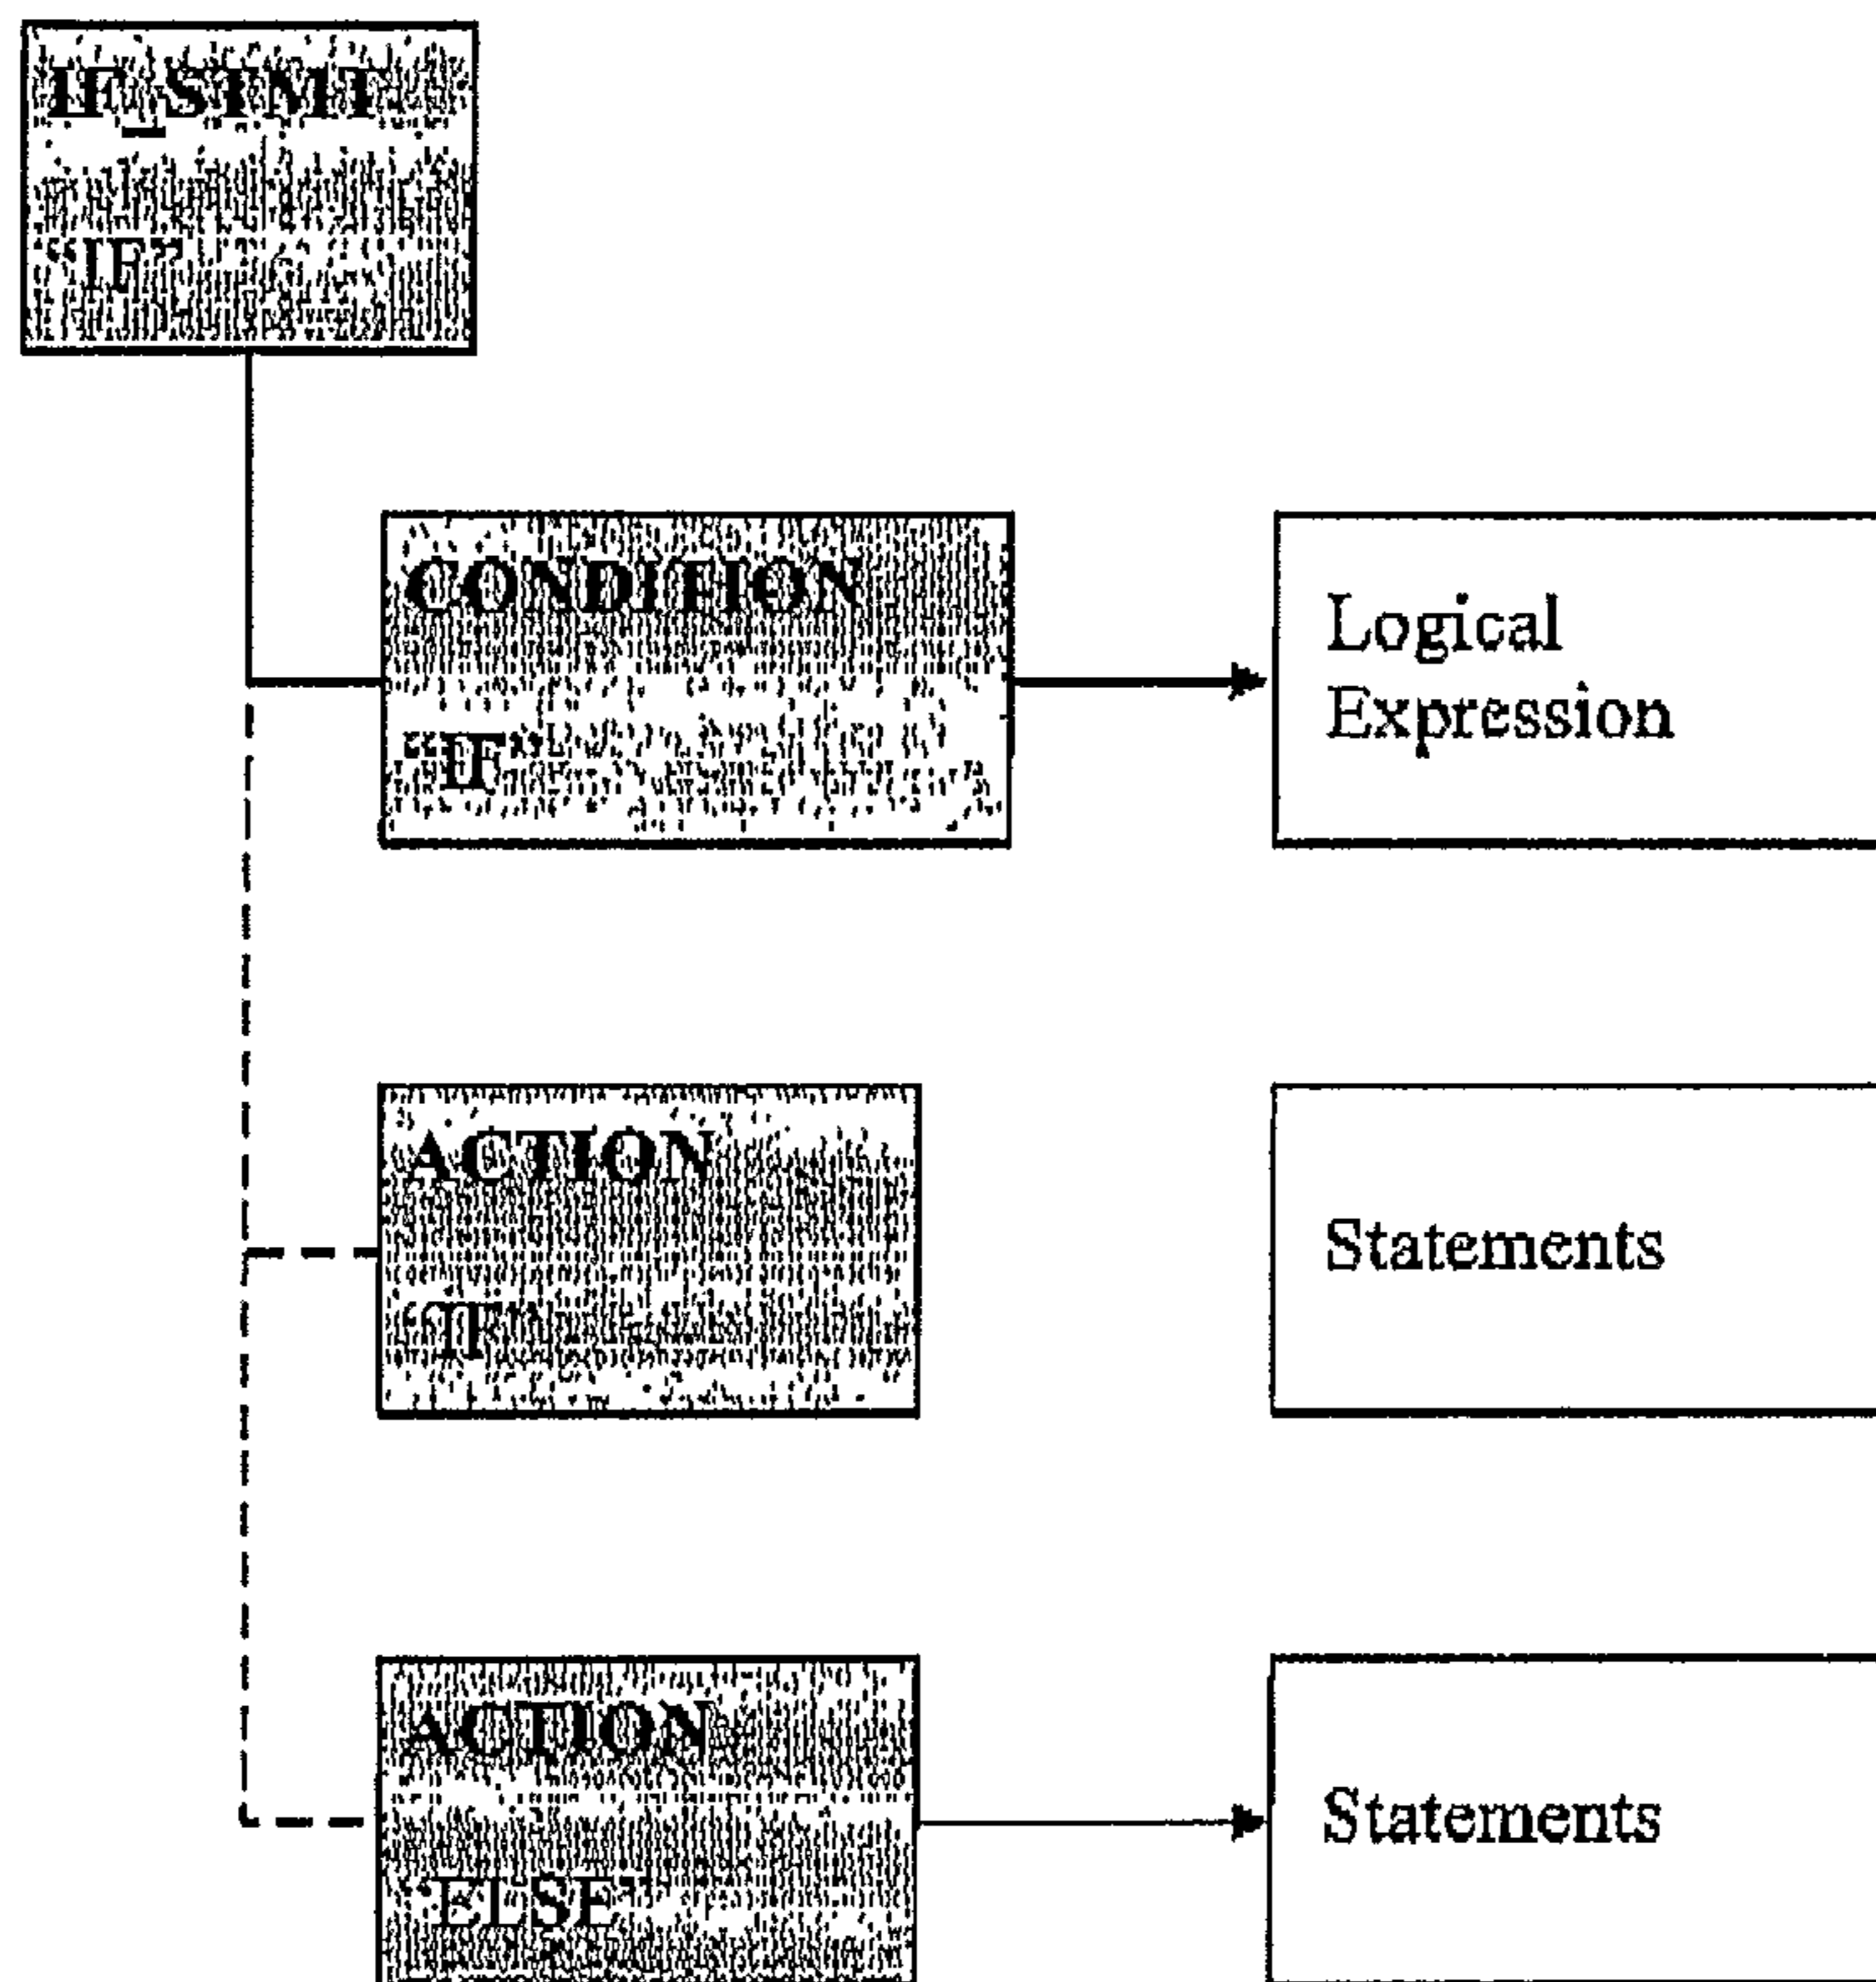 IF_STMT
“IF”
CONDITION
“IF”
Logical
Expression
ACTION
“IF”
Statements
ACTION
“ELSE”
Statements